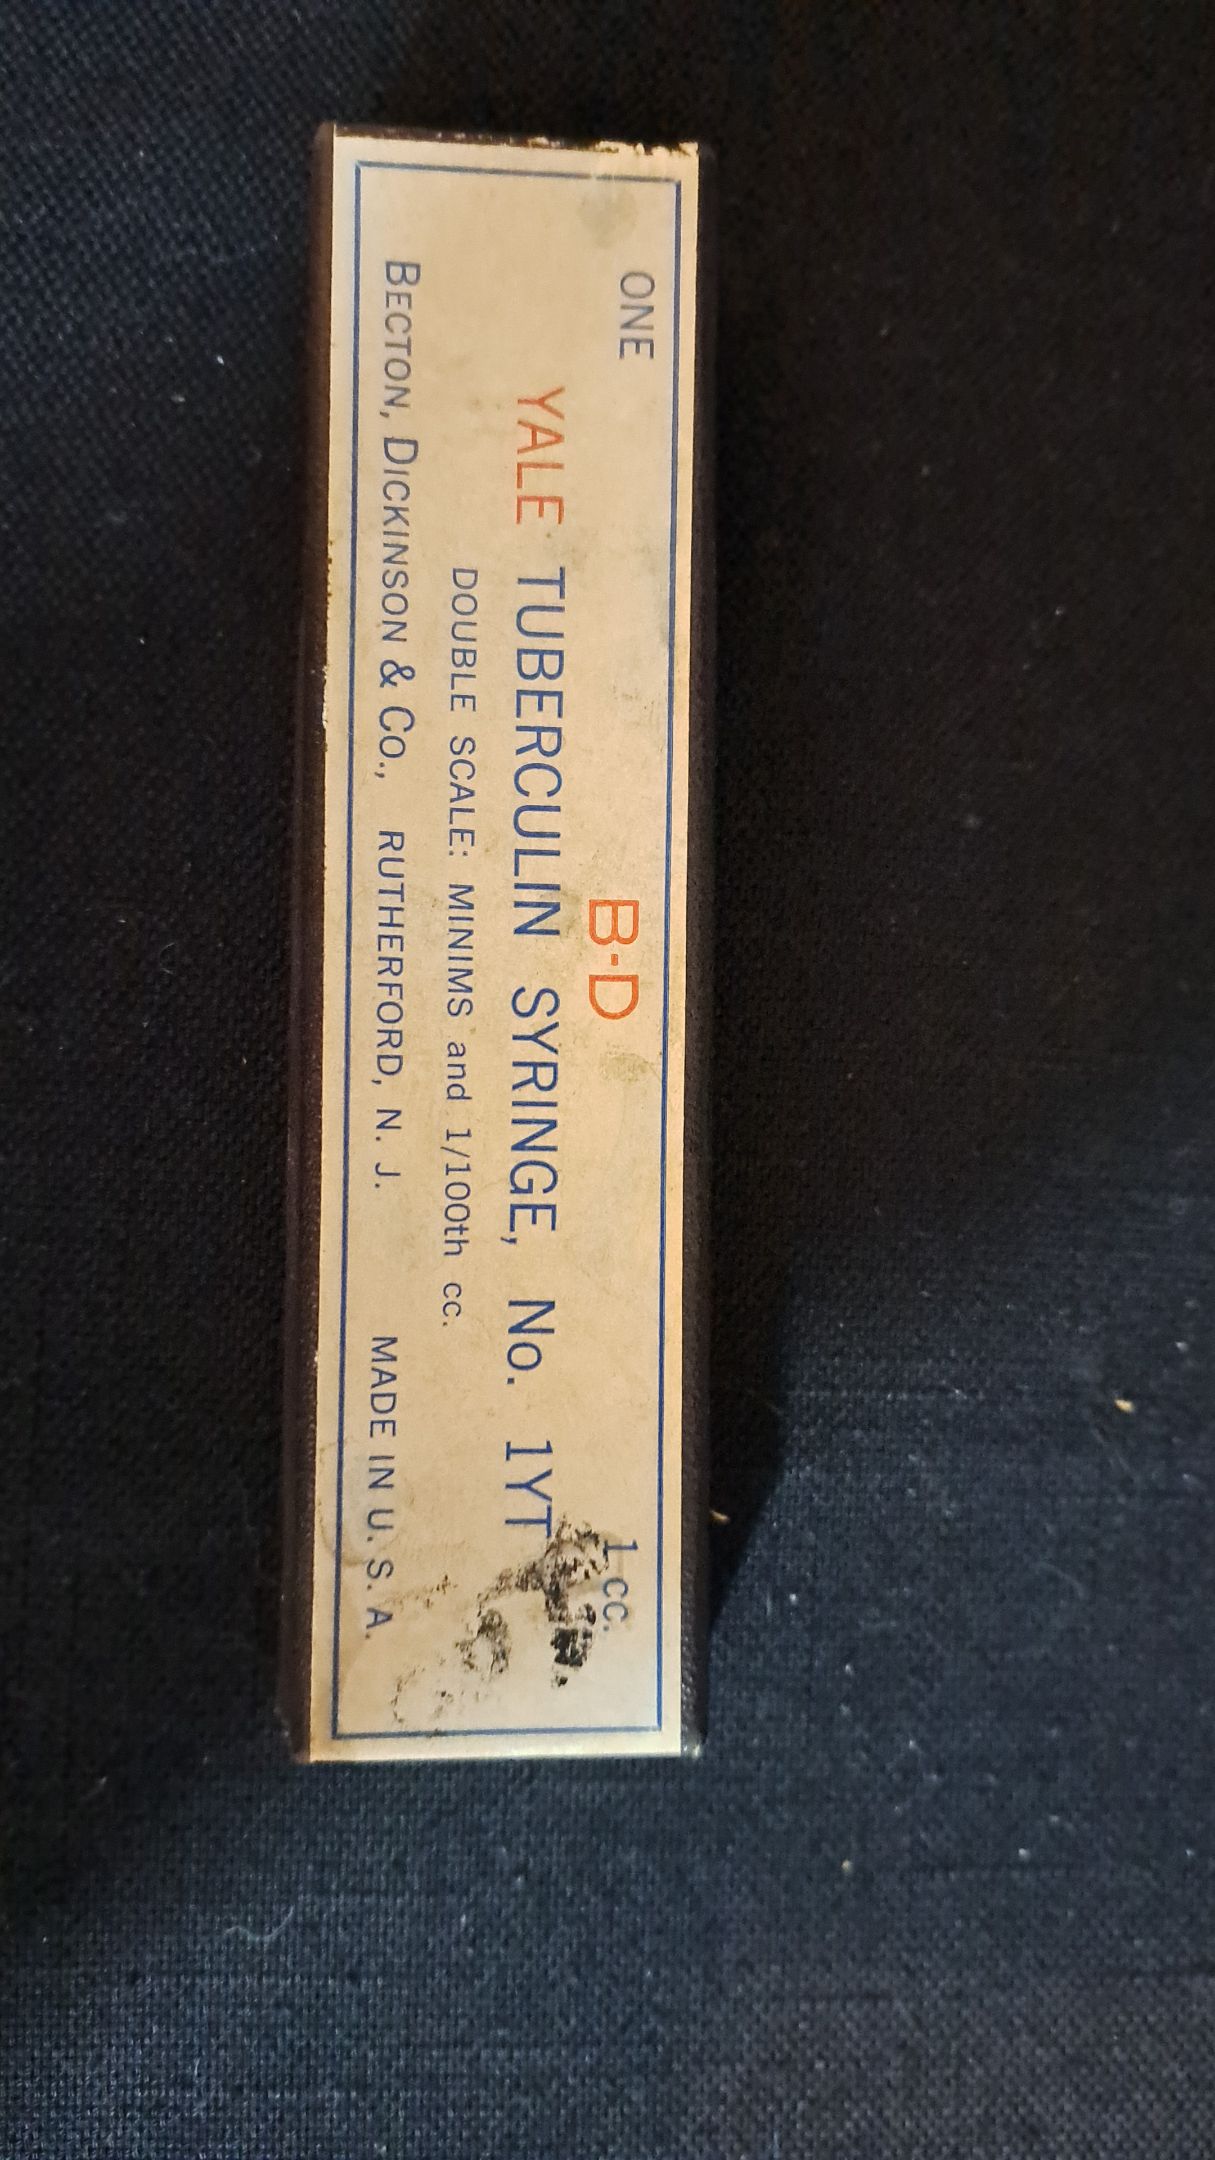 ONE B-D 1 cc.
YALE TUBERCULIN SYRINGE, No. 1YT
DOUBLE SCALE: MINIMS and 1/100th cc.
BECTON, DICKINSON & CO., RUTHERFORD, N. J. MADE IN U. S. A.